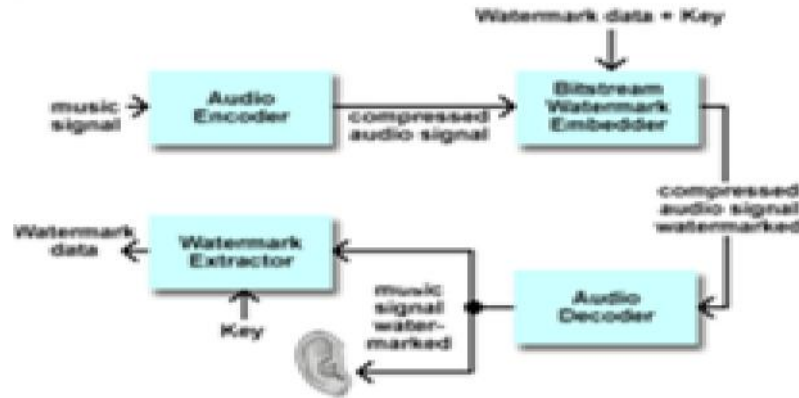 Watermark data + Key
music
signal
Audio
Encoder
compressed
audio signal
Bitstream
Watermark
Embedder
compressed
audio signal
watermarked
Watermark
data
Watermark
Extractor
Key
music
signal
water-
marked
Audio
Decoder